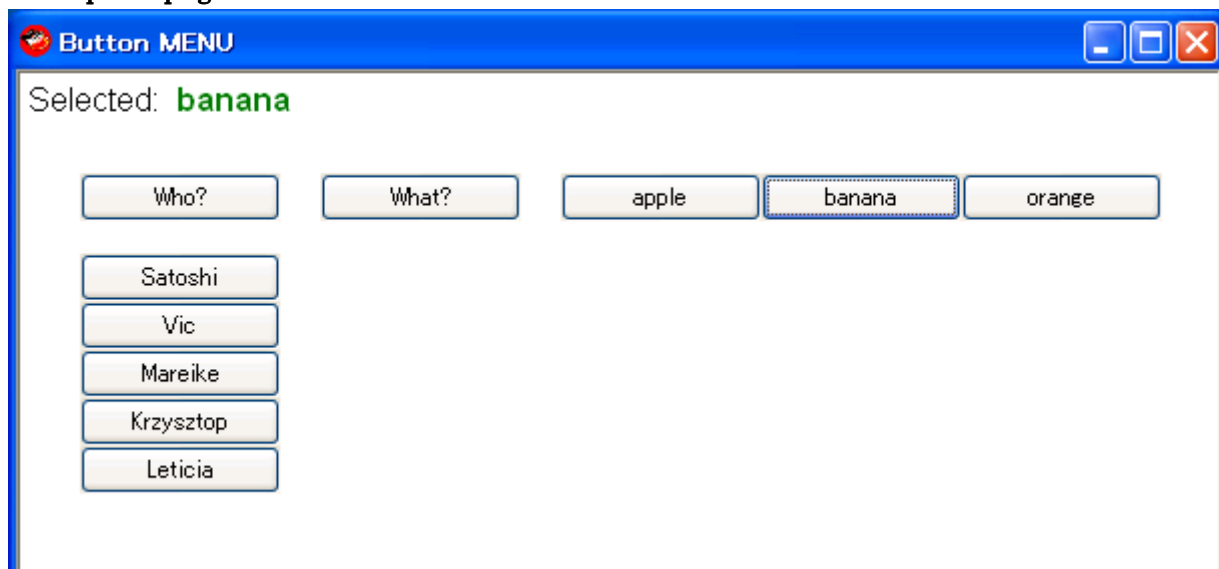 Button MENU
Selected: banana
Who? What? apple banana orange
Satoshi
Vic
Mareike
Krzysztop
Leticia